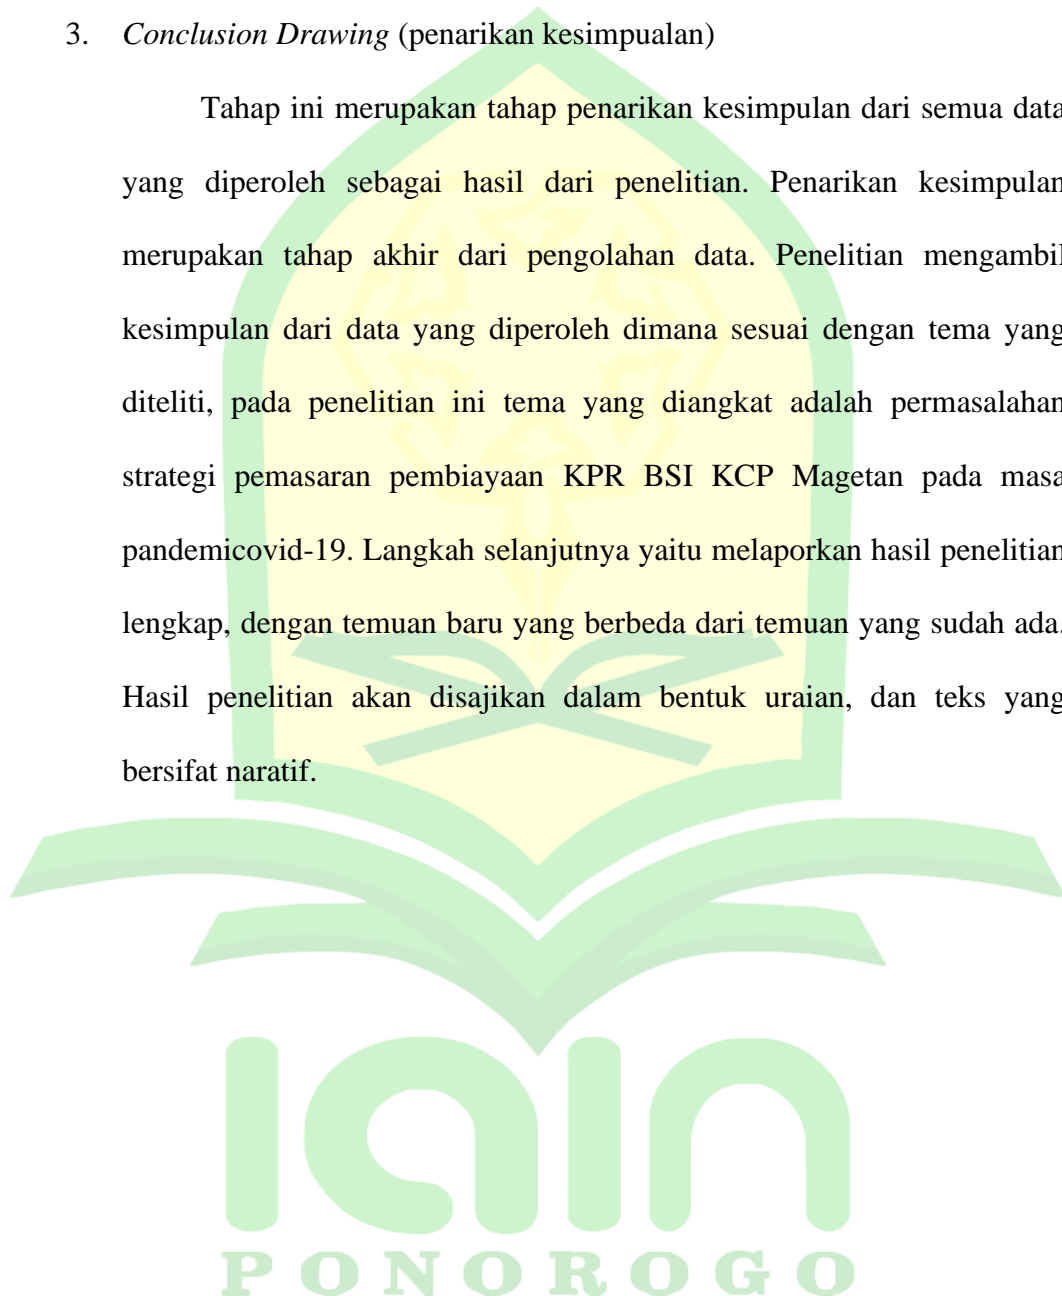 3. Conclusion Drawing (penarikan kesimpualan)
Tahap ini merupakan tahap penarikan kesimpulan dari semua data
yang diperoleh sebagai hasil dari penelitian. Penarikan kesimpulan
merupakan tahap akhir dari pengolahan data. Penelitian mengambil
kesimpulan dari data yang diperoleh dimana sesuai dengan tema yang
diteliti, pada penelitian ini tema yang diangkat adalah permasalahan
strategi pemasaran pembiayaan KPR BSI KCP Magetan pada masa
pandemicovid-19. Langkah selanjutnya yaitu melaporkan hasil penelitian
lengkap, dengan temuan baru yang berbeda dari temuan yang sudah ada.
Hasil penelitian akan disajikan dalam bentuk uraian, dan teks yang
bersifat naratif.
IAIN
PONOROGO